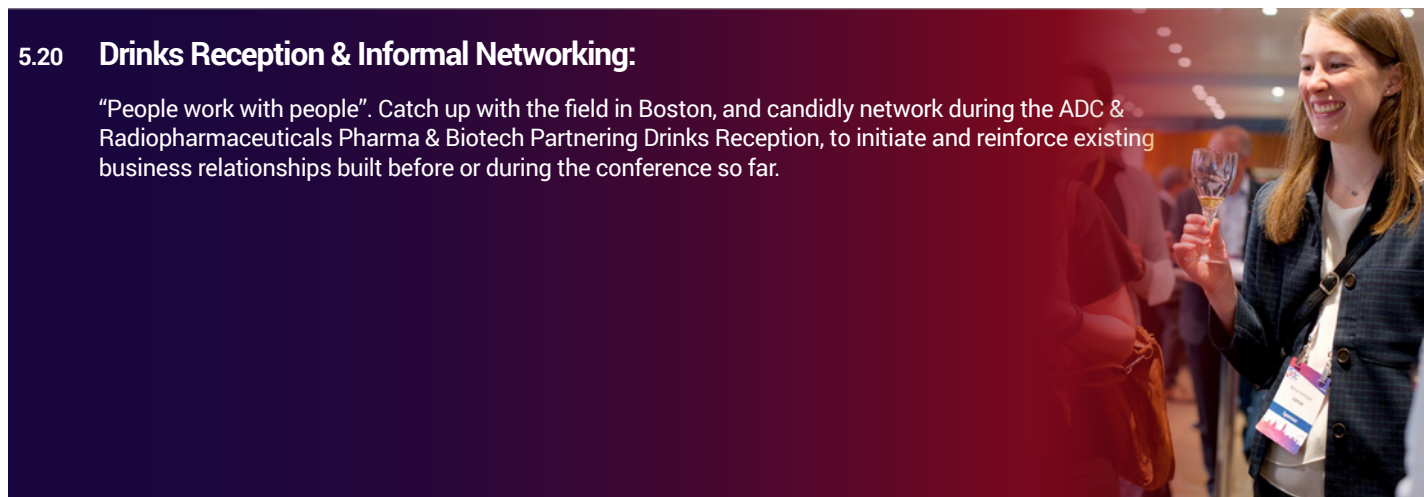 5.20 Drinks Reception & Informal Networking:
“People work with people”. Catch up with the field in Boston, and candidly network during the ADC &
Radiopharmaceuticals Pharma & Biotech Partnering Drinks Reception, to initiate and reinforce existing
business relationships built before or during the conference so far.